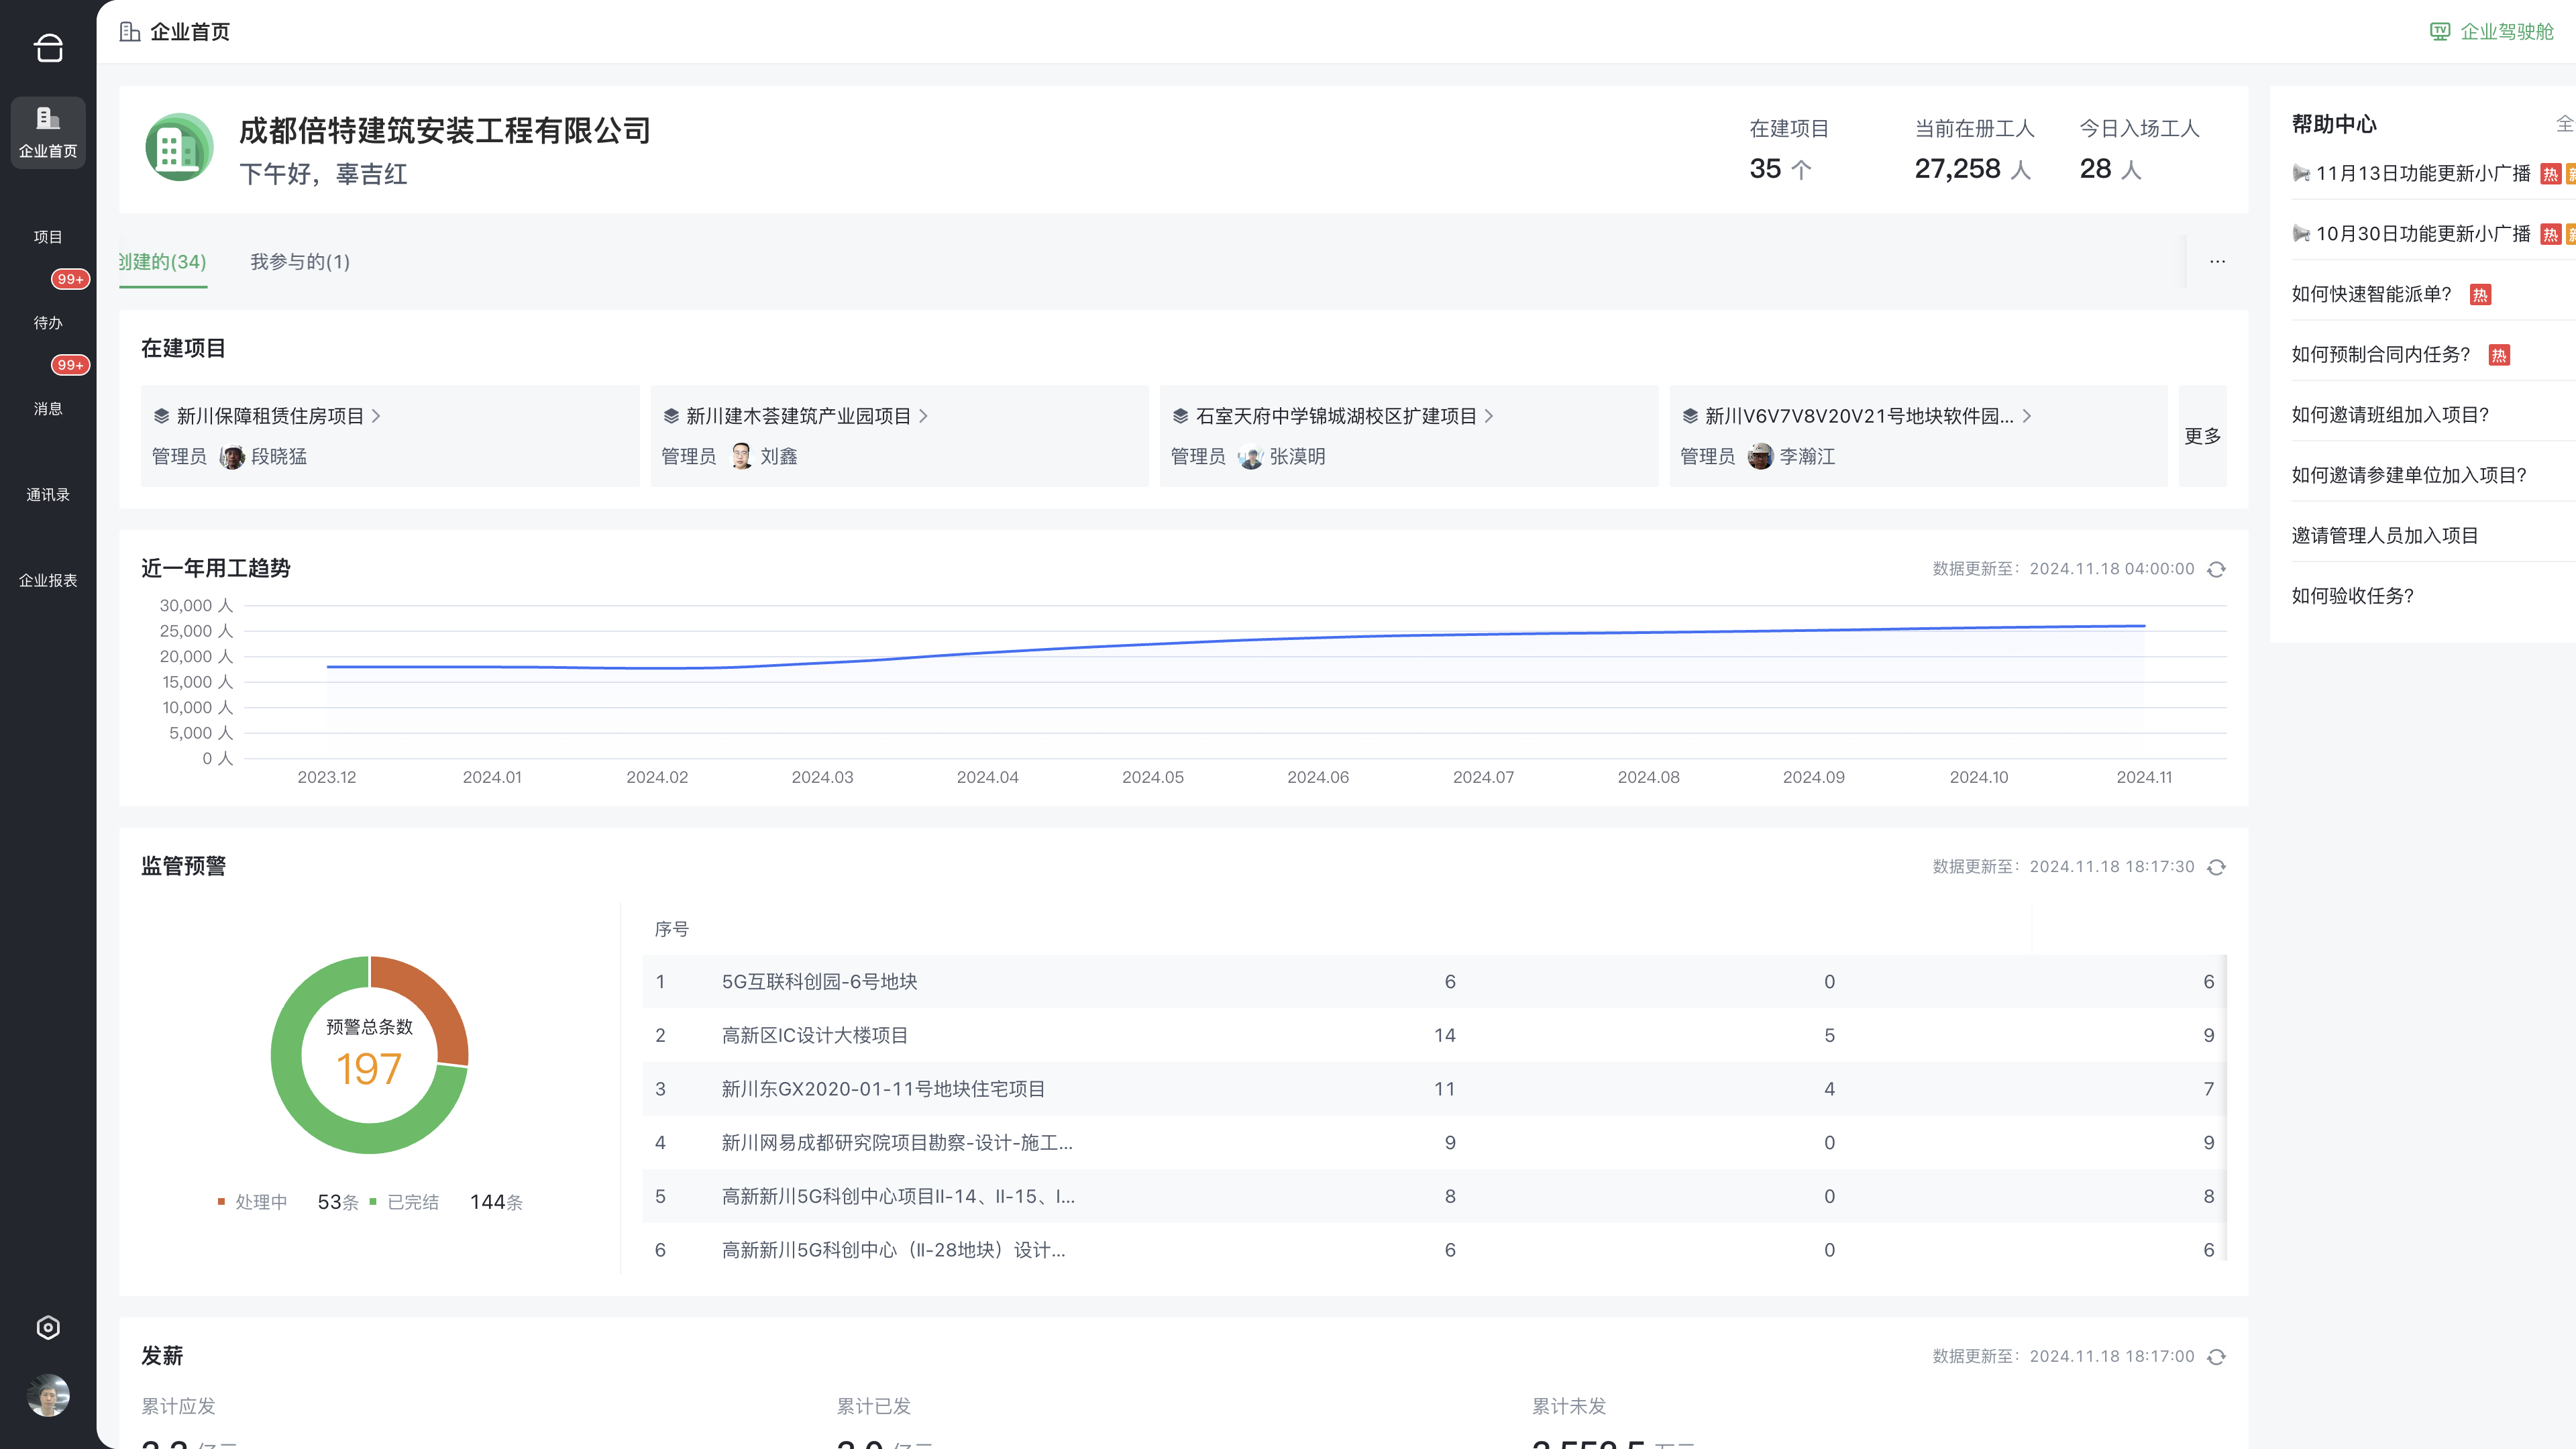 企业首页
企业驾驶舱
企业首页
项目
99+
待办
99+
消息
通讯录
企业报表
成都倍特建筑安装工程有限公司
下午好，辜吉红
在建项目
35 个
当前在册工人
27,258 人
今日入场工人
28 人
创建的(34)
我参与的(1)
...
在建项目
新川保障租赁住房项目
管理员 段晓猛
新川建木荟建筑产业园项目
管理员 刘鑫
石室天府中学锦城湖校区扩建项目
管理员 张漠明
新川V6V7V8V20V21号地块软件园...
管理员 李瀚江
更多
近一年用工趋势
数据更新至：2024.11.18 04:00:00
30,000 人
25,000 人
20,000 人
15,000 人
10,000 人
5,000 人
0 人
2023.12 2024.01 2024.02 2024.03 2024.04 2024.05 2024.06 2024.07 2024.08 2024.09 2024.10 2024.11
监管预警
数据更新至：2024.11.18 18:17:30
预警总条数
197
处理中 53条 已完结 144条
序号
1 5G互联科创园-6号地块 6 0 6
2 高新区IC设计大楼项目 14 5 9
3 新川东GX2020-01-11号地块住宅项目 11 4 7
4 新川网易成都研究院项目勘察-设计-施工... 9 0 9
5 高新新川5G科创中心项目II-14、II-15、I... 8 0 8
6 高新新川5G科创中心（II-28地块）设计... 6 0 6
发薪
数据更新至：2024.11.18 18:17:00
累计应发
累计已发
累计未发
帮助中心
全
11月13日功能更新小广播 热
10月30日功能更新小广播 热
如何快速智能派单? 热
如何预制合同内任务? 热
如何邀请班组加入项目?
如何邀请参建单位加入项目?
邀请管理人员加入项目
如何验收任务?